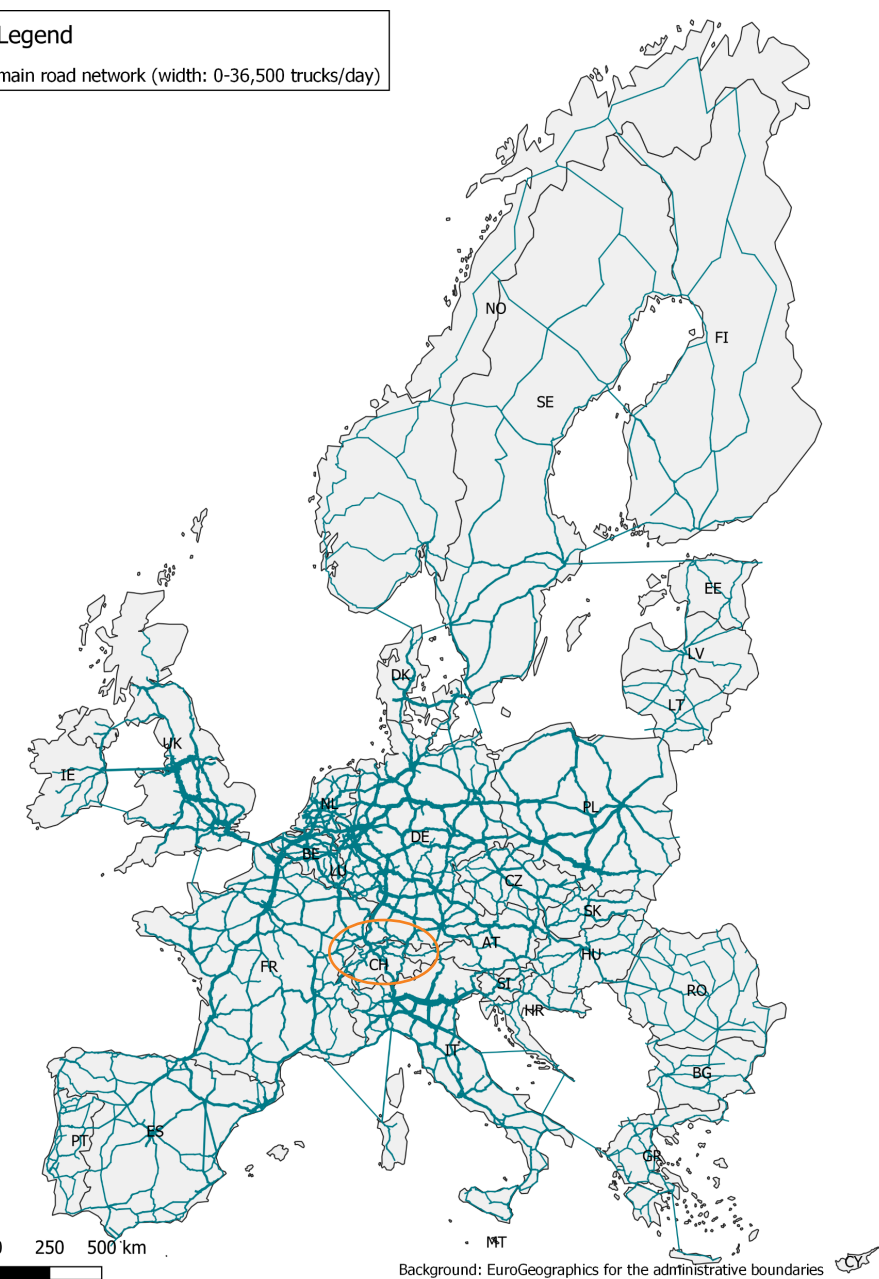 Legend
main road network (width: 0-36,500 trucks/day)
NO
FI
SE
EE
LV
DK
LT
UK
IE
NL
PL
DE
BE
LU
CZ
SK
AT
HU
CH
FR
SI
RO
HR
IT
BG
ES
PT
GR
MT
0 250 500 km
CY
Background: EuroGeographics for the administrative boundaries